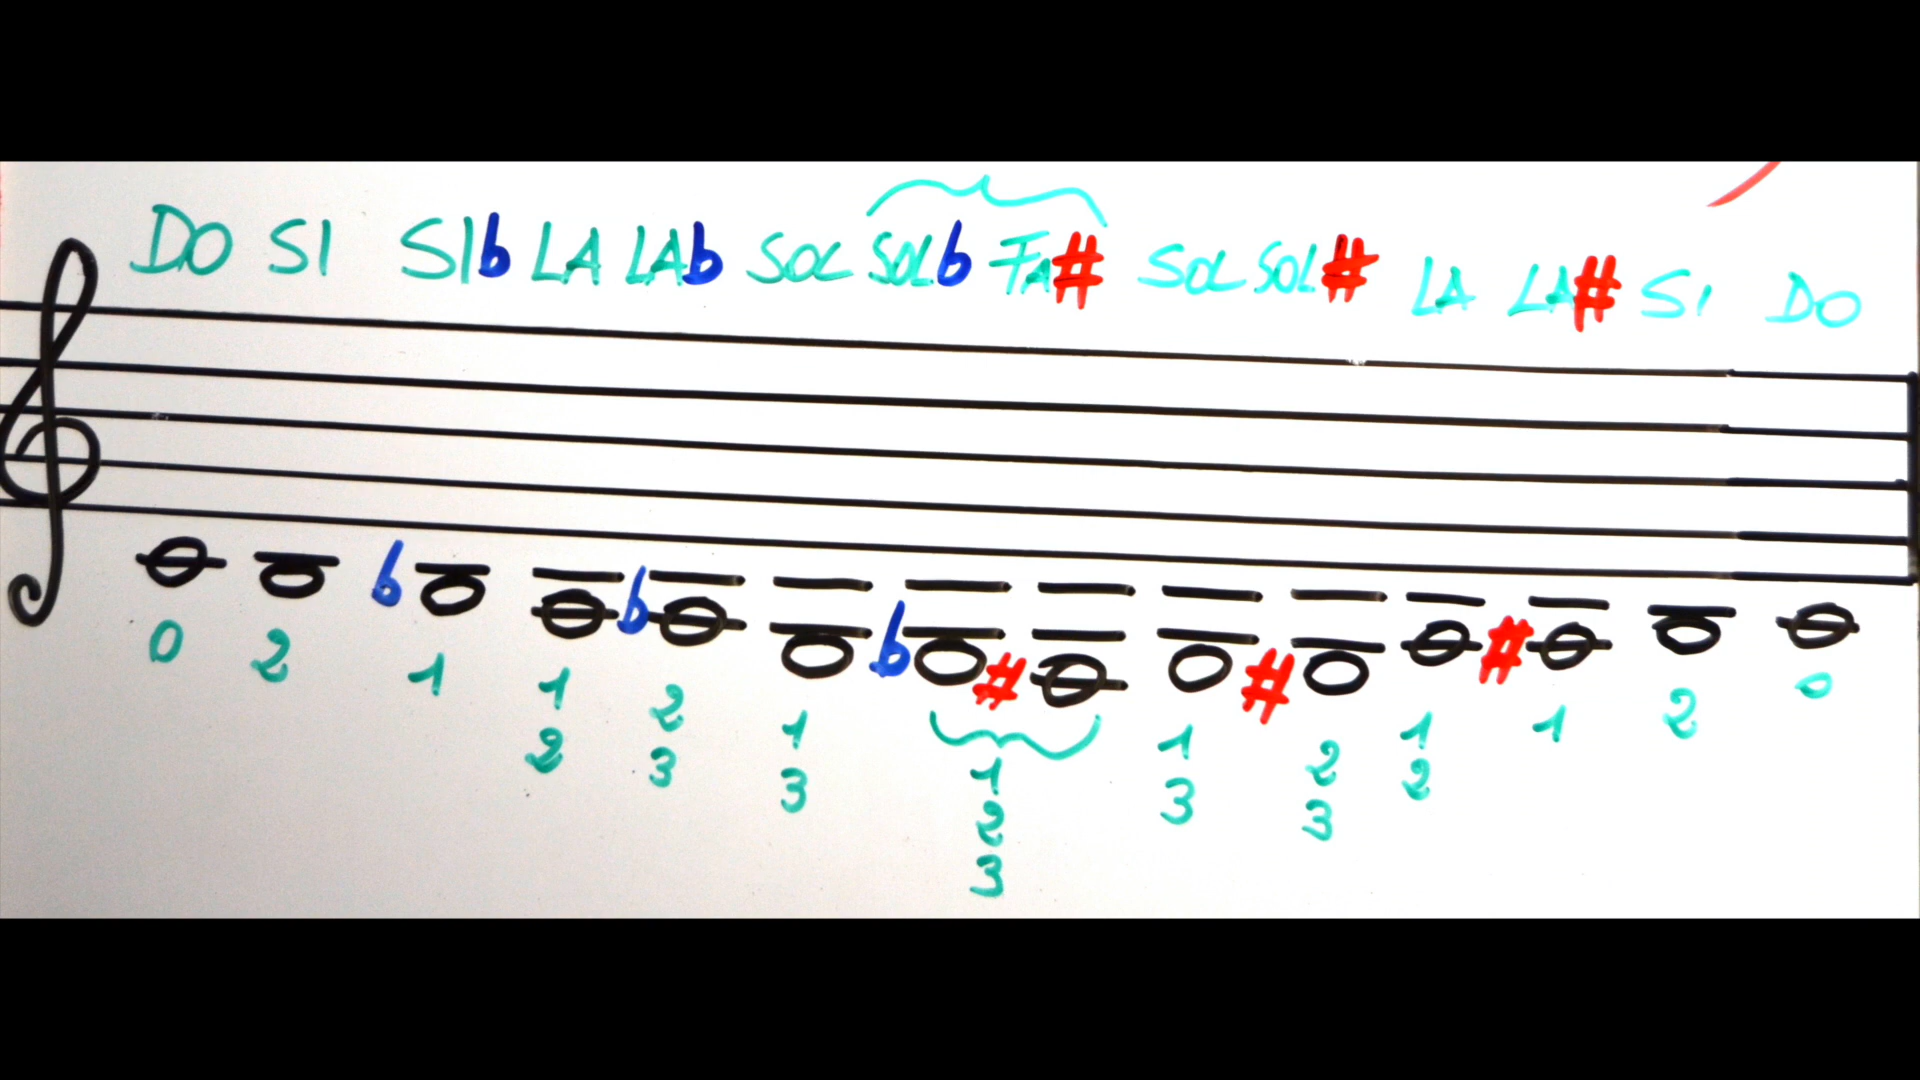 DO SI SIb LA LAb SOL SOLb FA# SOL SOL# LA LA# SI DO
b b b # # #
0 2 1 1 2 1 1 1 2 1 1 2 0
2 3 3 2 3 3 2
3